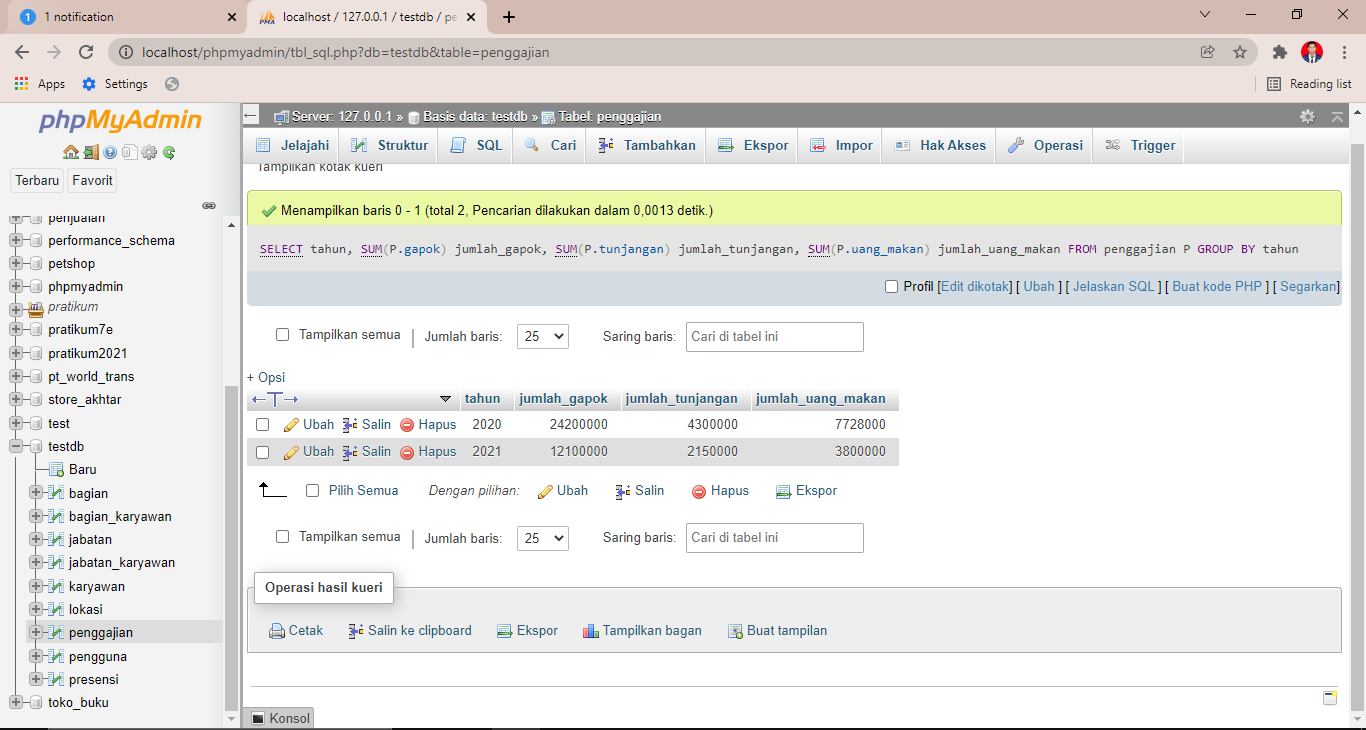 1 1 notification
localhost / 127.0.0.1 / testdb / pe
localhost/phpmyadmin/tbl_sql.php?db=testdb&table=penggajian
Apps Settings Reading list
phpMyAdmin
Terbaru Favorit
penjualan
performance_schema
petshop
phpmyadmin
pratikum
pratikum7e
pratikum2021
pt_world_trans
store_akhtar
test
testdb
Baru
bagian
bagian_karyawan
jabatan
jabatan_karyawan
karyawan
lokasi
penggajian
pengguna
presensi
toko_buku
Server: 127.0.0.1 » Basis data: testdb » Tabel: penggajian
Jelajahi Struktur SQL Cari Tambahkan Ekspor Impor Hak Akses Operasi Trigger
Tampilkan kotak kueri
Menampilkan baris 0 - 1 (total 2, Pencarian dilakukan dalam 0,0013 detik.)
SELECT tahun, SUM(P.gapok) jumlah_gapok, SUM(P.tunjangan) jumlah_tunjangan, SUM(P.uang_makan) jumlah_uang_makan FROM penggajian P GROUP BY tahun
Profil [Edit dikotak] [ Ubah ] [ Jelaskan SQL ] [ Buat kode PHP ] [ Segarkan]
Tampilkan semua | Jumlah baris: 25 Saring baris: Cari di tabel ini
+ Opsi
←T→ tahun jumlah_gapok jumlah_tunjangan jumlah_uang_makan
Ubah Salin Hapus 2020 24200000 4300000 7728000
Ubah Salin Hapus 2021 12100000 2150000 3800000
Pilih Semua Dengan pilihan: Ubah Salin Hapus Ekspor
Tampilkan semua | Jumlah baris: 25 Saring baris: Cari di tabel ini
Operasi hasil kueri
Cetak Salin ke clipboard Ekspor Tampilkan bagan Buat tampilan
Konsol